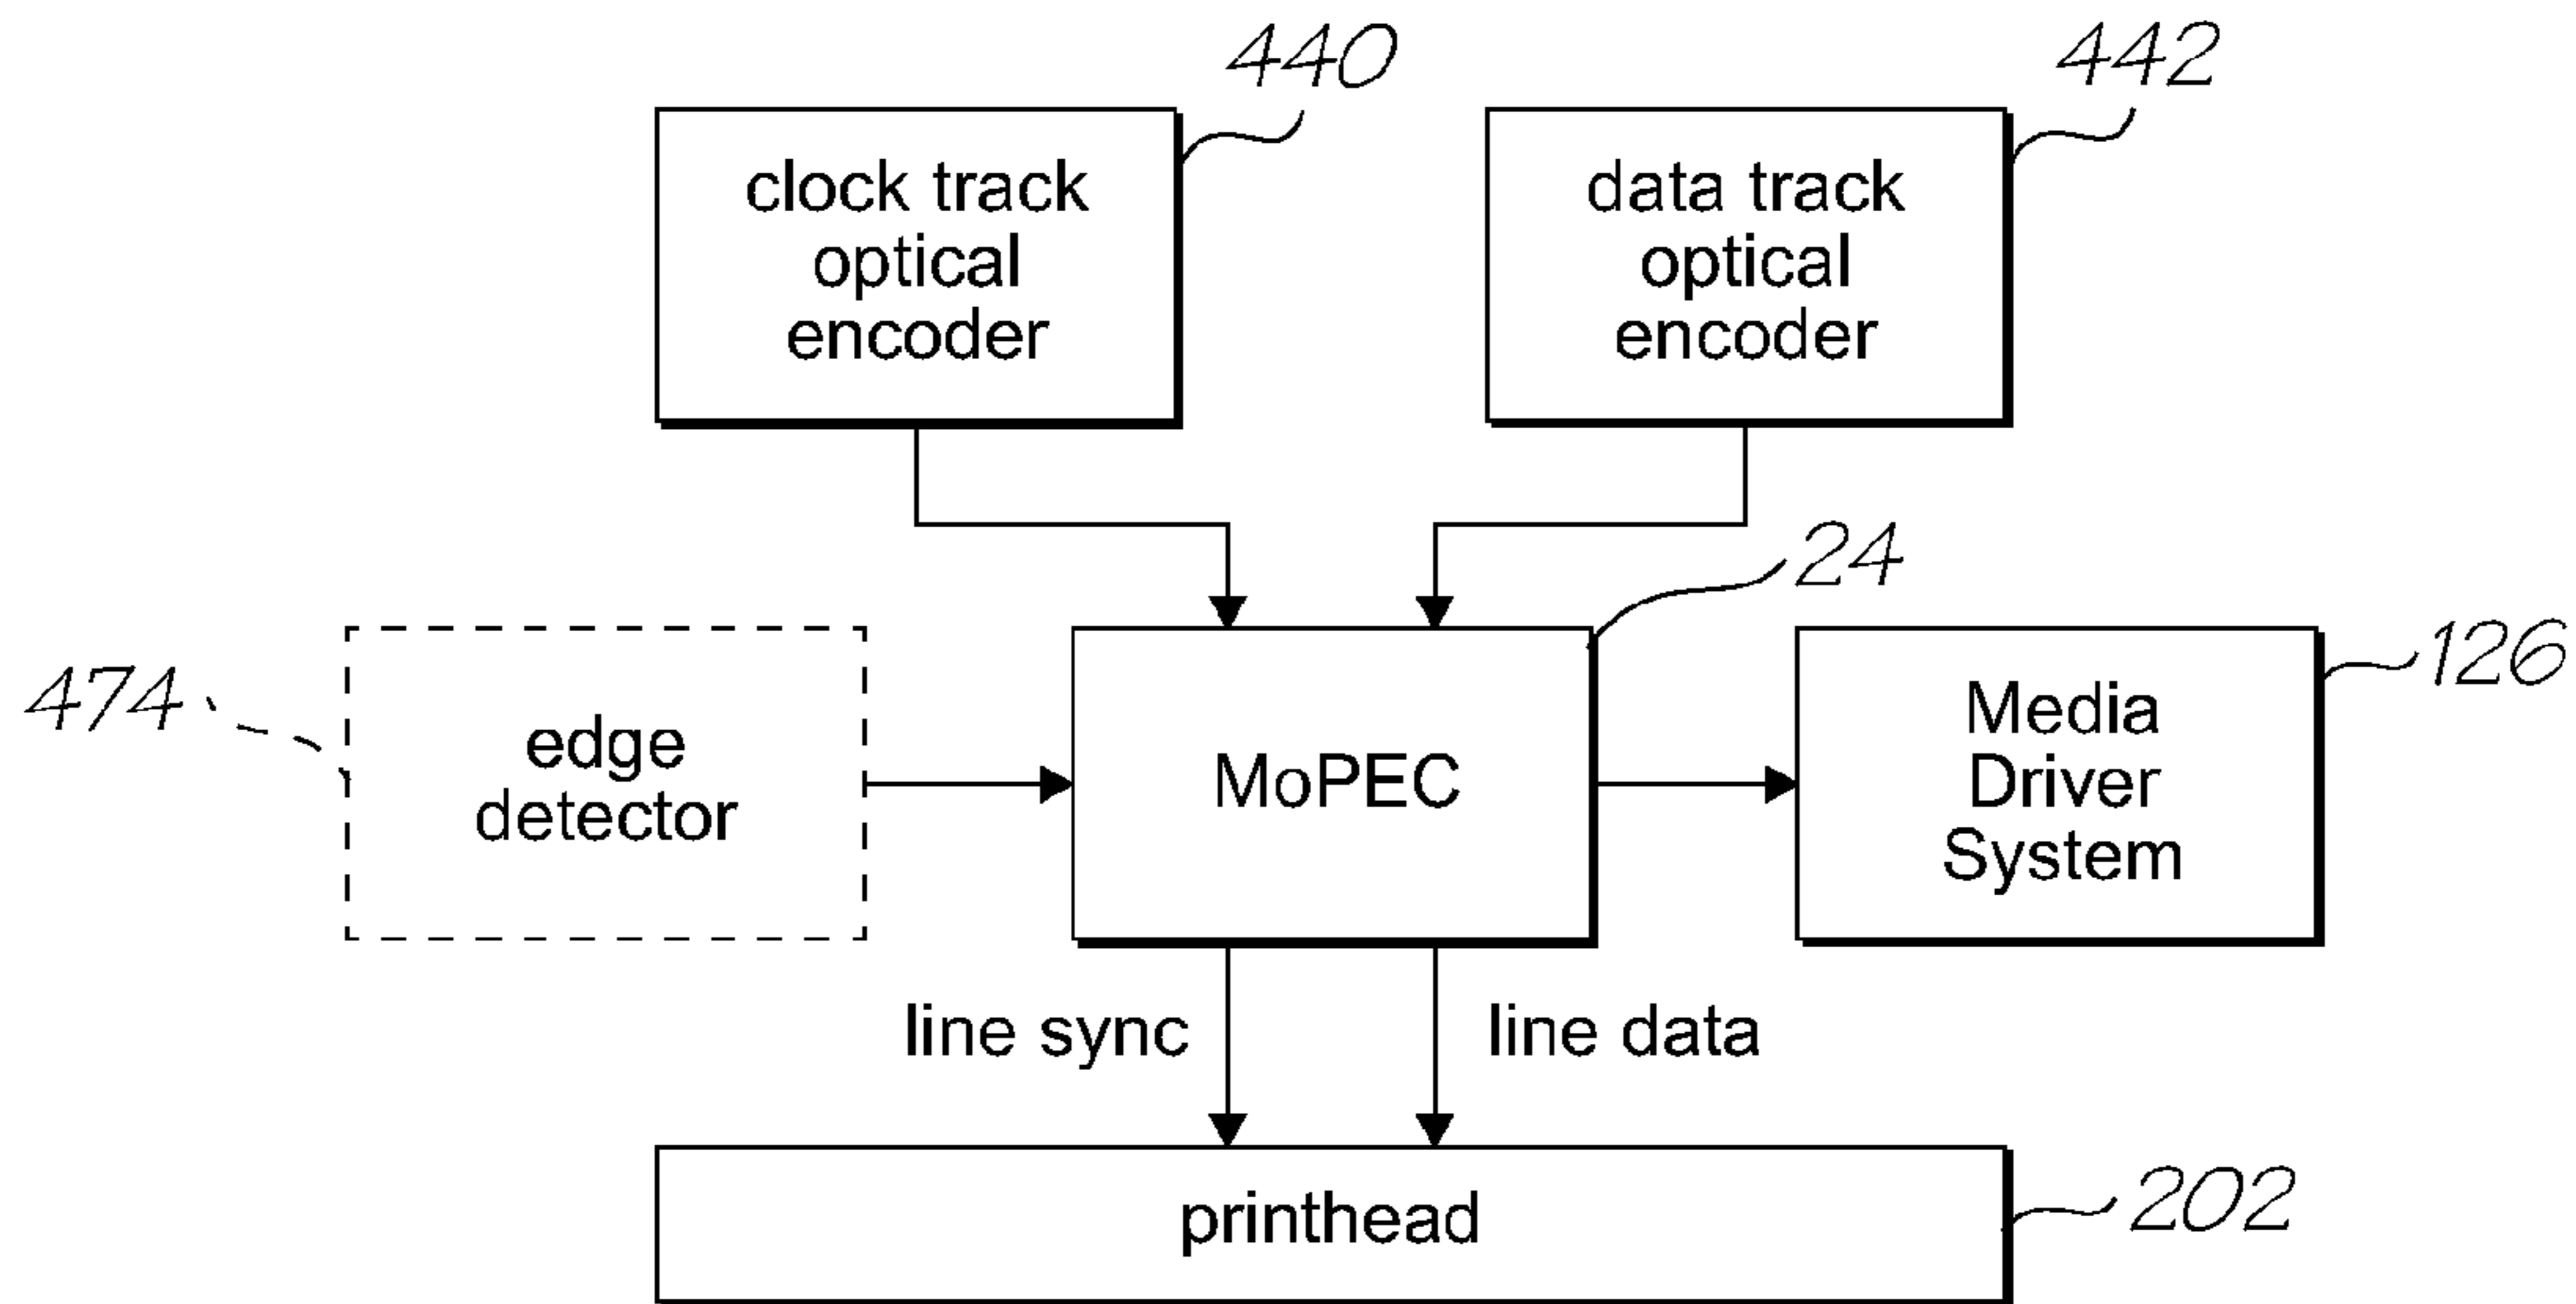 440
442
clock track
optical
encoder
data track
optical
encoder
24
474
edge
detector
MoPEC
126
Media
Driver
System
line sync
line data
printhead
202